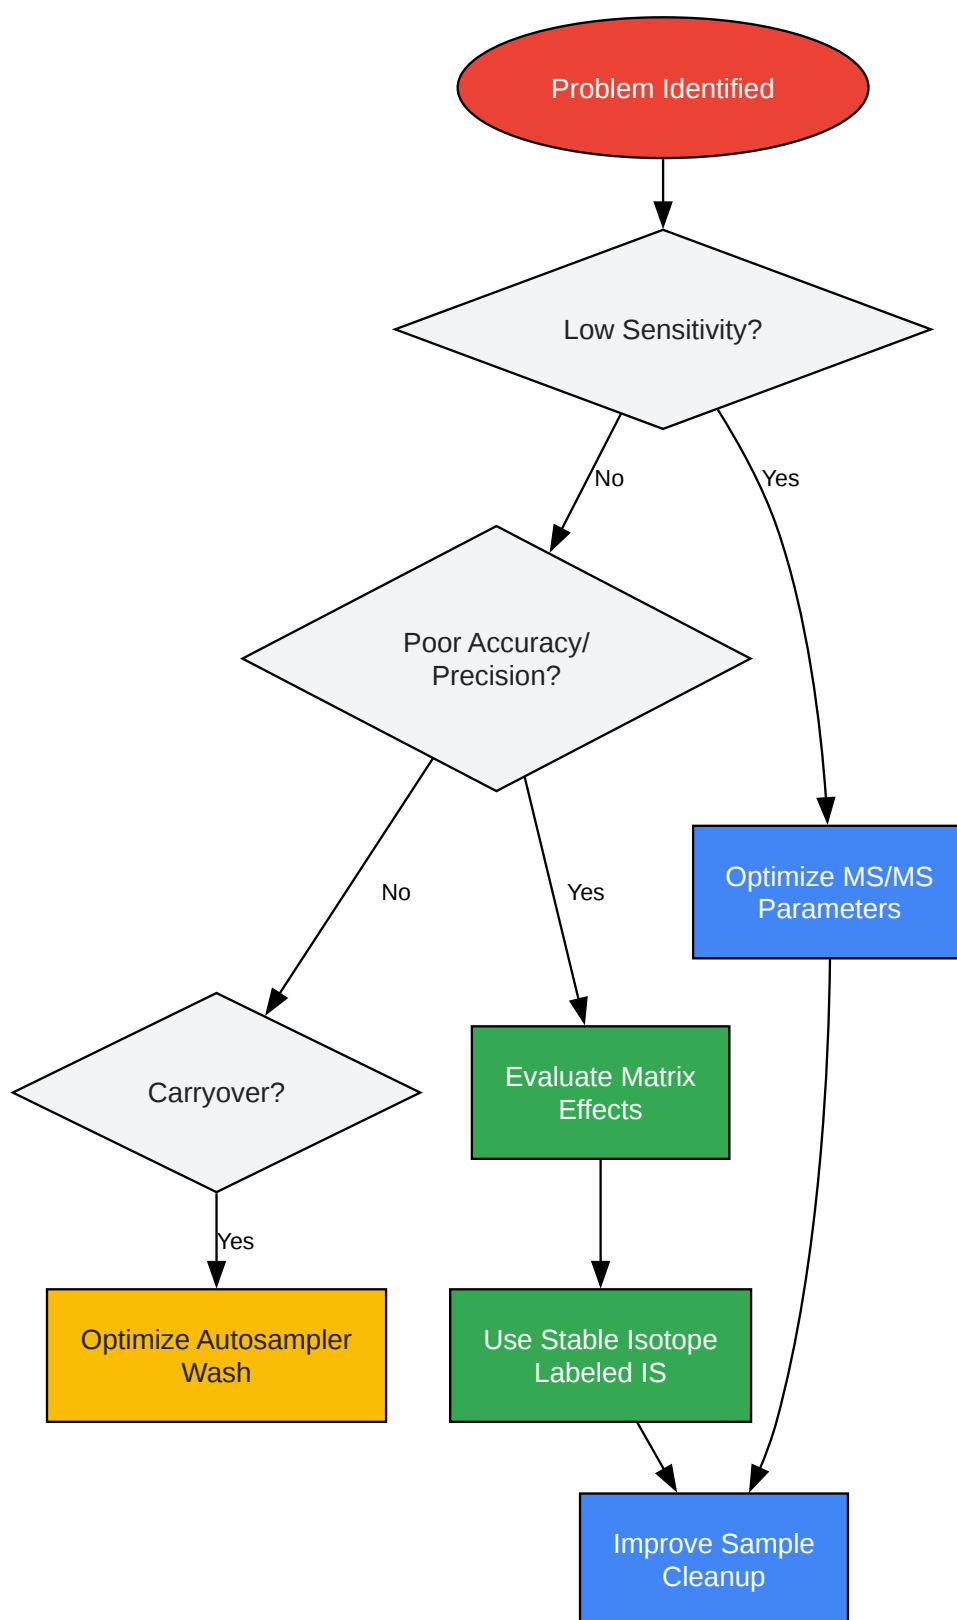 Problem Identified
Low Sensitivity?
No
Yes
Poor Accuracy/
Precision?
Optimize MS/MS
Parameters
No
Yes
Evaluate Matrix
Effects
Carryover?
Yes
Optimize Autosampler
Wash
Use Stable Isotope
Labeled IS
Improve Sample
Cleanup